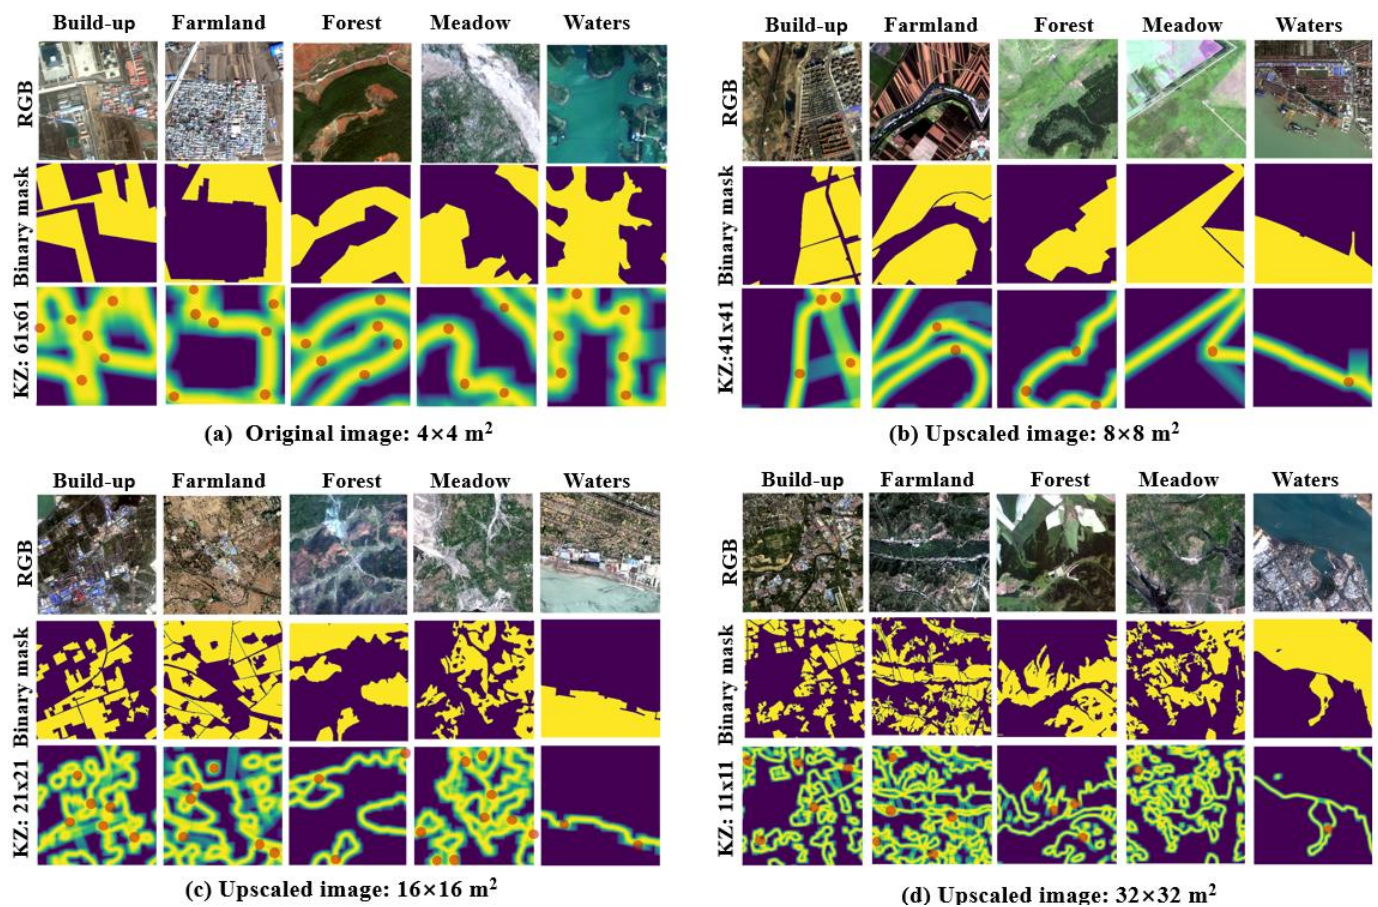 Build-up Farmland Forest Meadow Waters
RGB
Binary mask
KZ: 61x61
(a) Original image: 4×4 m²
Build-up Farmland Forest Meadow Waters
RGB
Binary mask
KZ:41x41
(b) Upscaled image: 8×8 m²
Build-up Farmland Forest Meadow Waters
RGB
Binary mask
KZ: 21x21
(c) Upscaled image: 16×16 m²
Build-up Farmland Forest Meadow Waters
RGB
Binary mask
KZ: 11x11
(d) Upscaled image: 32×32 m²